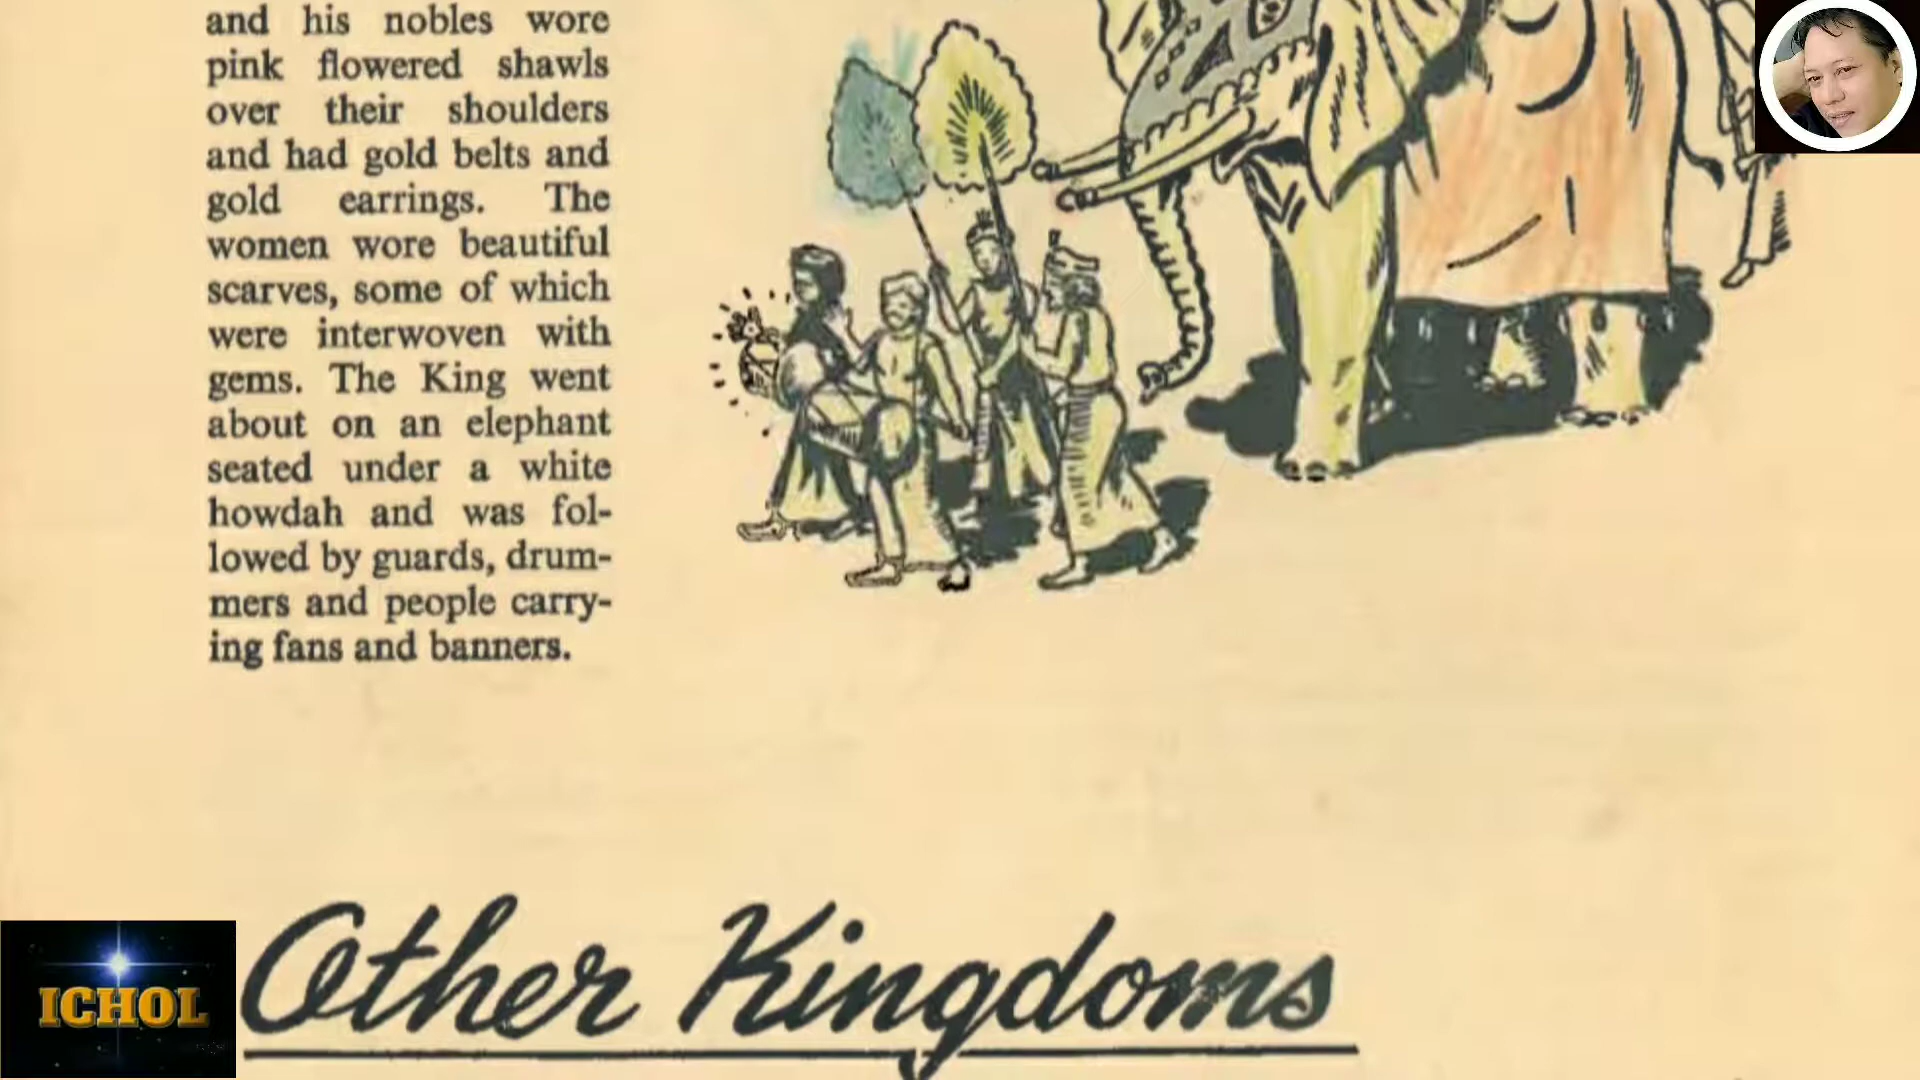 and his nobles wore
pink flowered shawls
over their shoulders
and had gold belts and
gold earrings. The
women wore beautiful
scarves, some of which
were interwoven with
gems. The King went
about on an elephant
seated under a white
howdah and was fol-
lowed by guards, drum-
mers and people carry-
ing fans and banners.
Other Kingdoms
ICHOL